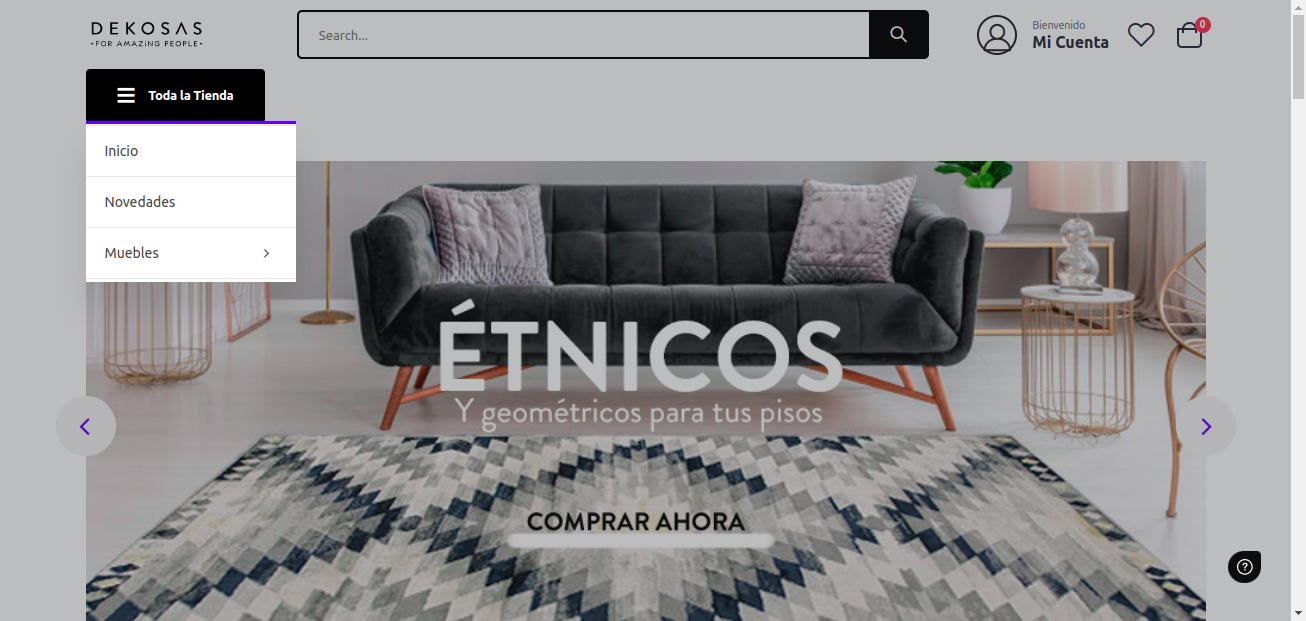 DEKOSAS
•FOR AMAZiNG PEOPLE•
Search...
Bienvenido
Mi Cuenta
0
Toda la Tienda
Inicio
Novedades
Muebles
ÉTNICOS
Y geométricos para tus pisos
COMPRAR AHORA